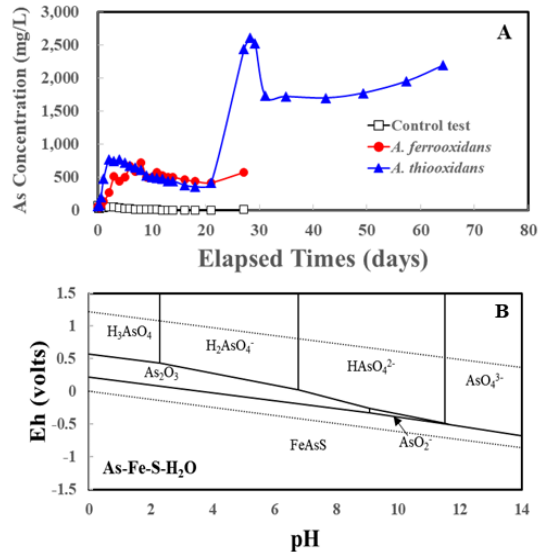 As Concentration (mg/L)
3,000
2,500
2,000
1,500
1,000
500
0
A
Control test
A. ferrooxidans
A. thiooxidans
0 10 20 30 40 50 60 70 80
Elapsed Times (days)
Eh (volts)
1.5
1
0.5
0
-0.5
-1
-1.5
B
H₃AsO₄
H₂AsO₄⁻
HAsO₄²⁻
AsO₄³⁻
As₂O₃
AsO₂⁻
FeAsS
As-Fe-S-H₂O
0 2 4 6 8 10 12 14
pH